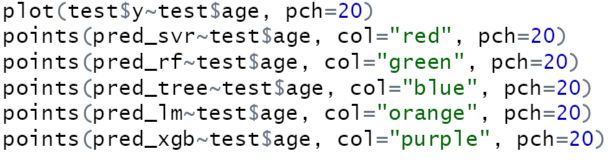 plot(test$y~test$age, pch=20)
points(pred_svr~test$age, col="red", pch=20)
points(pred_rf~test$age, col="green", pch=20)
points(pred_tree~test$age, col="blue", pch=20)
points(pred_lm~test$age, col="orange", pch=20)
points(pred_xgb~test$age, col="purple", pch=20)